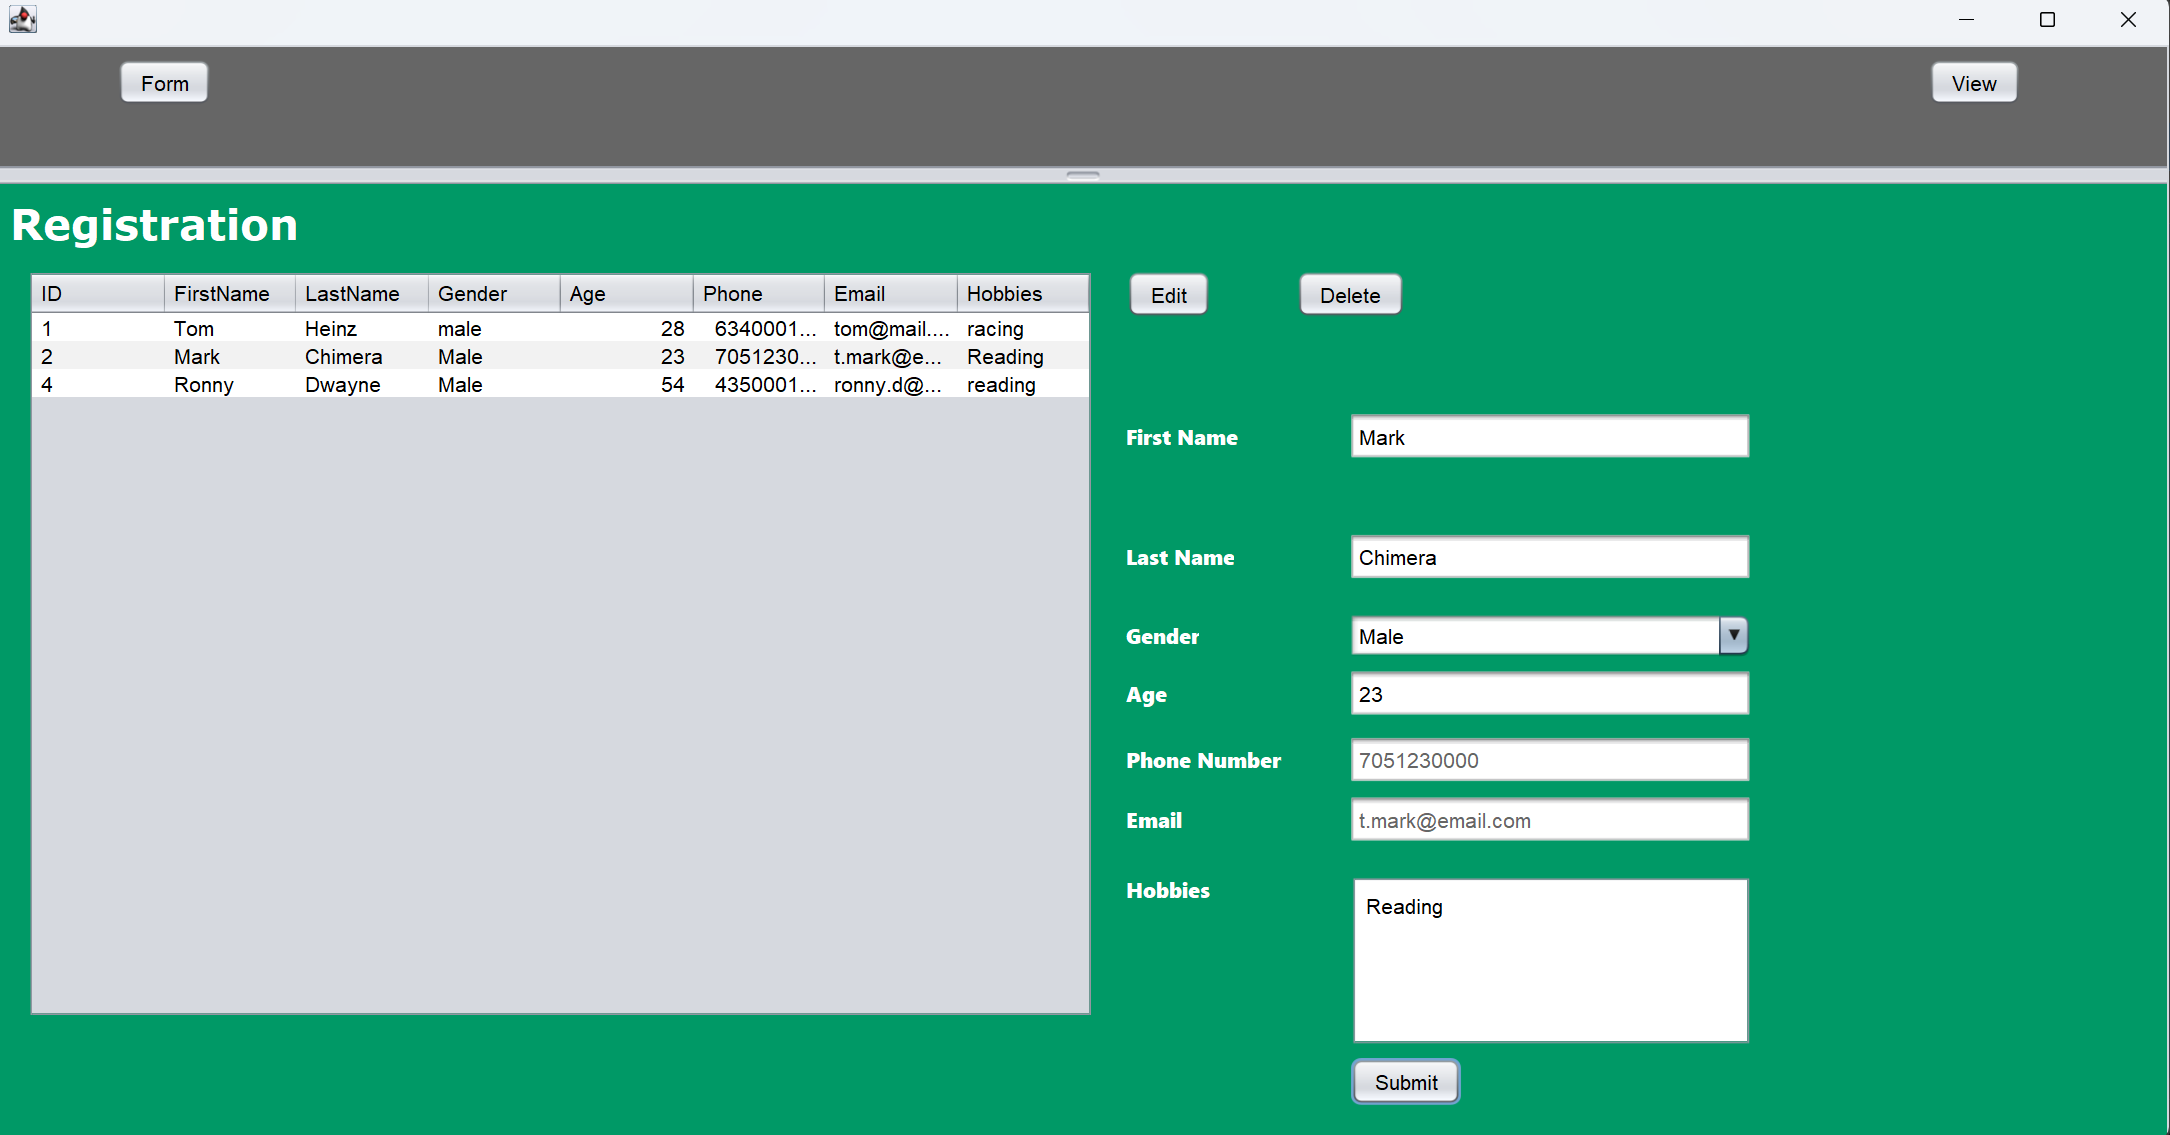 Form View
Registration
ID FirstName LastName Gender Age Phone Email Hobbies
1 Tom Heinz male 28 6340001... tom@mail.... racing
2 Mark Chimera Male 23 7051230... t.mark@e... Reading
4 Ronny Dwayne Male 54 4350001... ronny.d@... reading
Edit Delete
First Name Mark
Last Name Chimera
Gender Male
Age 23
Phone Number 7051230000
Email t.mark@email.com
Hobbies Reading
Submit